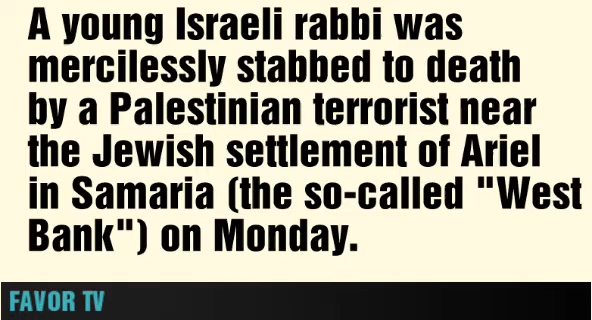 A young Israeli rabbi was
mercilessly stabbed to death
by a Palestinian terrorist near
the Jewish settlement of Ariel
in Samaria (the so-called "West
Bank") on Monday.
FAVOR TV